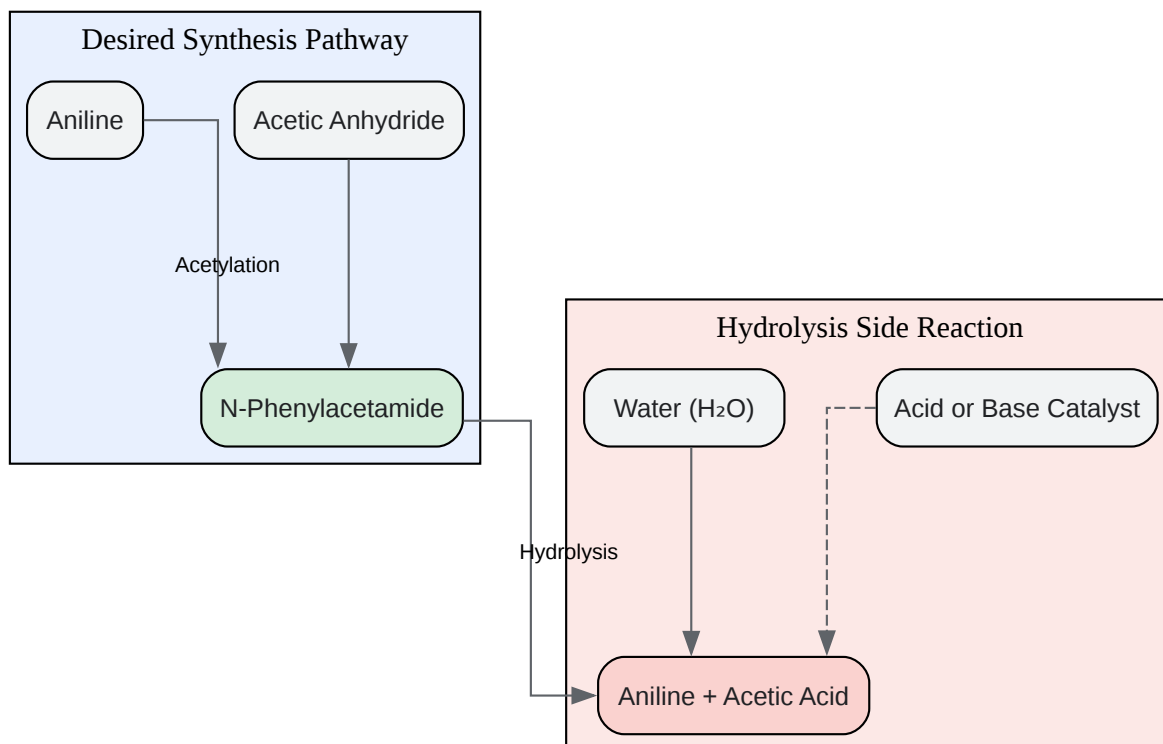 Desired Synthesis Pathway
Aniline
Acetic Anhydride
Acetylation
N-Phenylacetamide
Hydrolysis Side Reaction
Water (H₂O)
Acid or Base Catalyst
Hydrolysis
Aniline + Acetic Acid